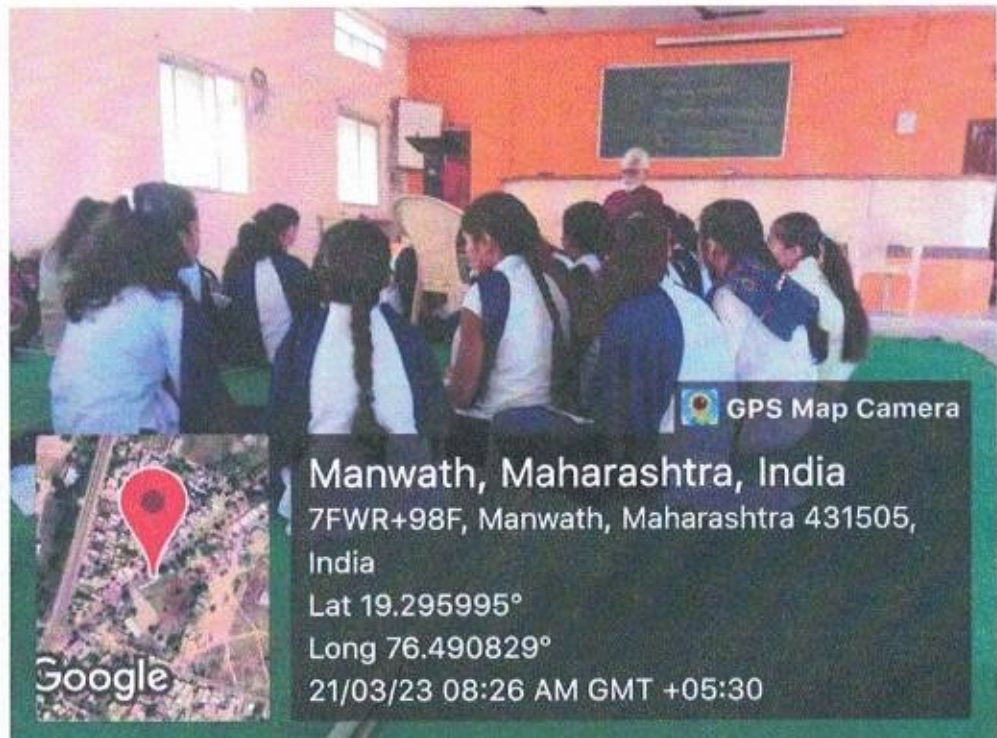 GPS Map Camera
Manwath, Maharashtra, India
7FWR+98F, Manwath, Maharashtra 431505,
India
Lat 19.295995°
Long 76.490829°
21/03/23 08:26 AM GMT +05:30
Google